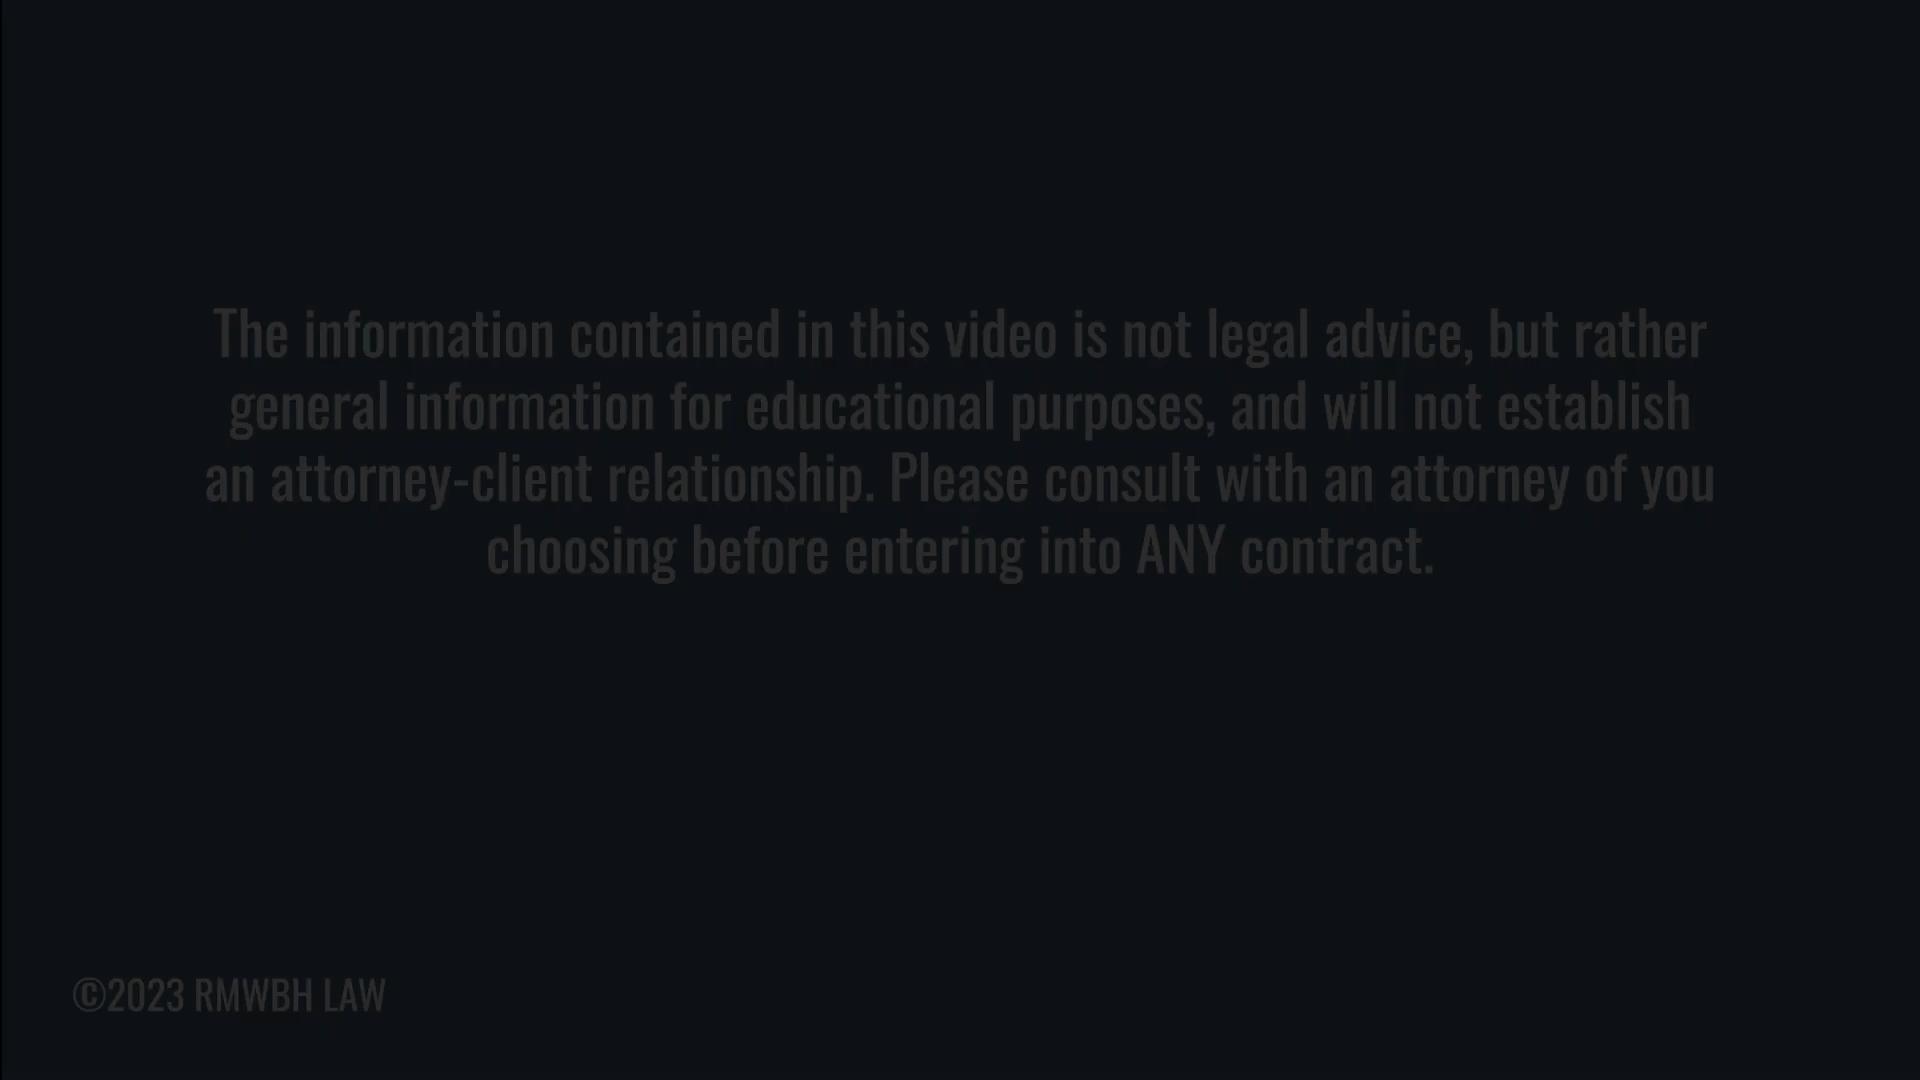 The information contained in this video is not legal advice, but rather
general information for educational purposes, and will not establish
an attorney-client relationship. Please consult with an attorney of you
choosing before entering into ANY contract.
©2023 RMWBH LAW